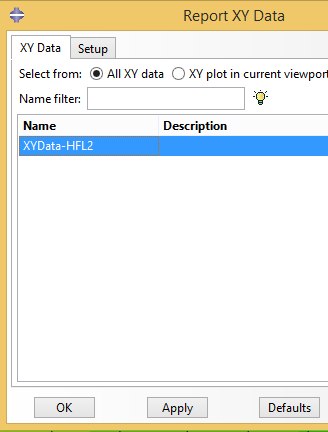 Report XY Data
XY Data Setup
Select from: All XY data XY plot in current viewport
Name filter:
Name Description
XYData-HFL2
OK Apply Defaults